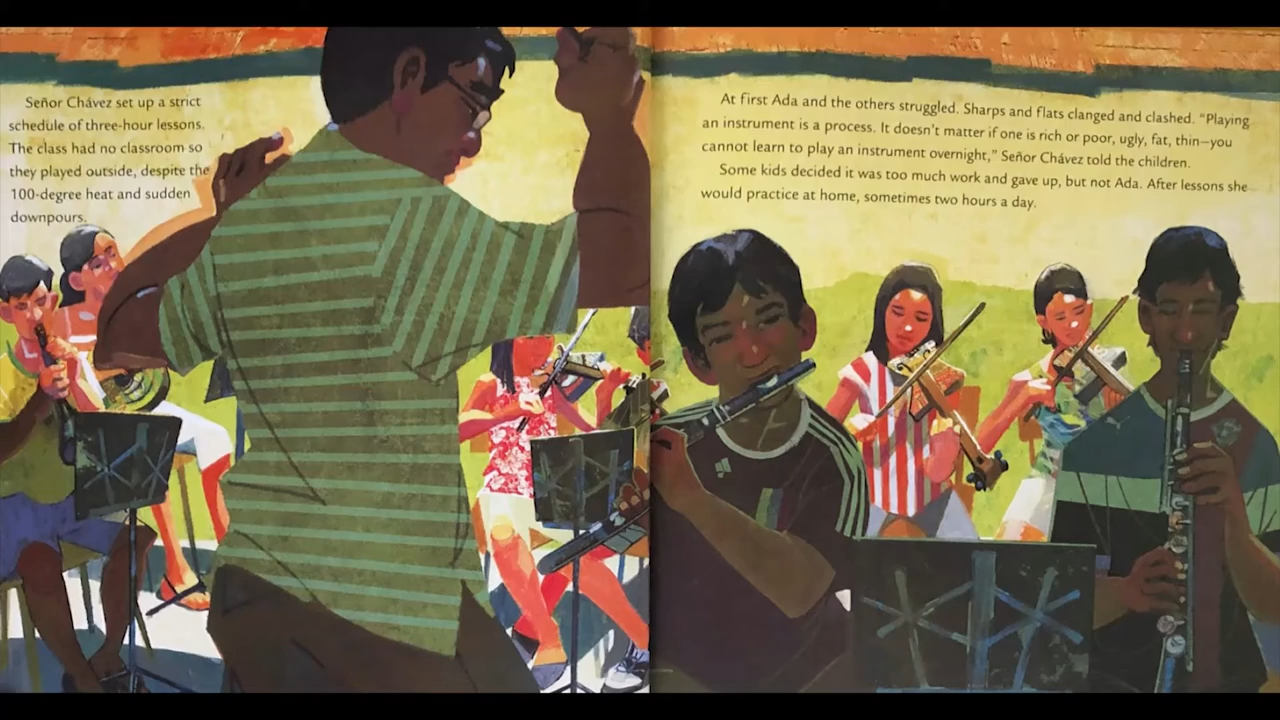 Señor Chávez set up a strict
schedule of three-hour lessons.
The class had no classroom so
they played outside, despite the
100-degree heat and sudden
downpours.
At first Ada and the others struggled. Sharps and flats clanged and clashed. “Playing
an instrument is a process. It doesn’t matter if one is rich or poor, ugly, fat, thin—you
cannot learn to play an instrument overnight,” Señor Chávez told the children.
Some kids decided it was too much work and gave up, but not Ada. After lessons she
would practice at home, sometimes two hours a day.